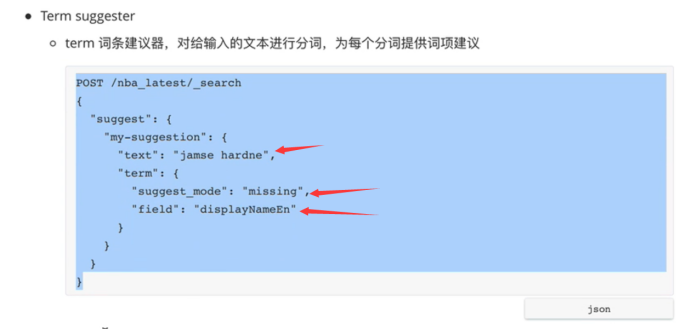 Term suggester
term 词条建议器，对给输入的文本进行分词，为每个分词提供词项建议
POST /nba_latest/_search
{
"suggest": {
"my-suggestion": {
"text": "jamse hardne",
"term": {
"suggest_mode": "missing",
"field": "displayNameEn"
}
}
}
}
json